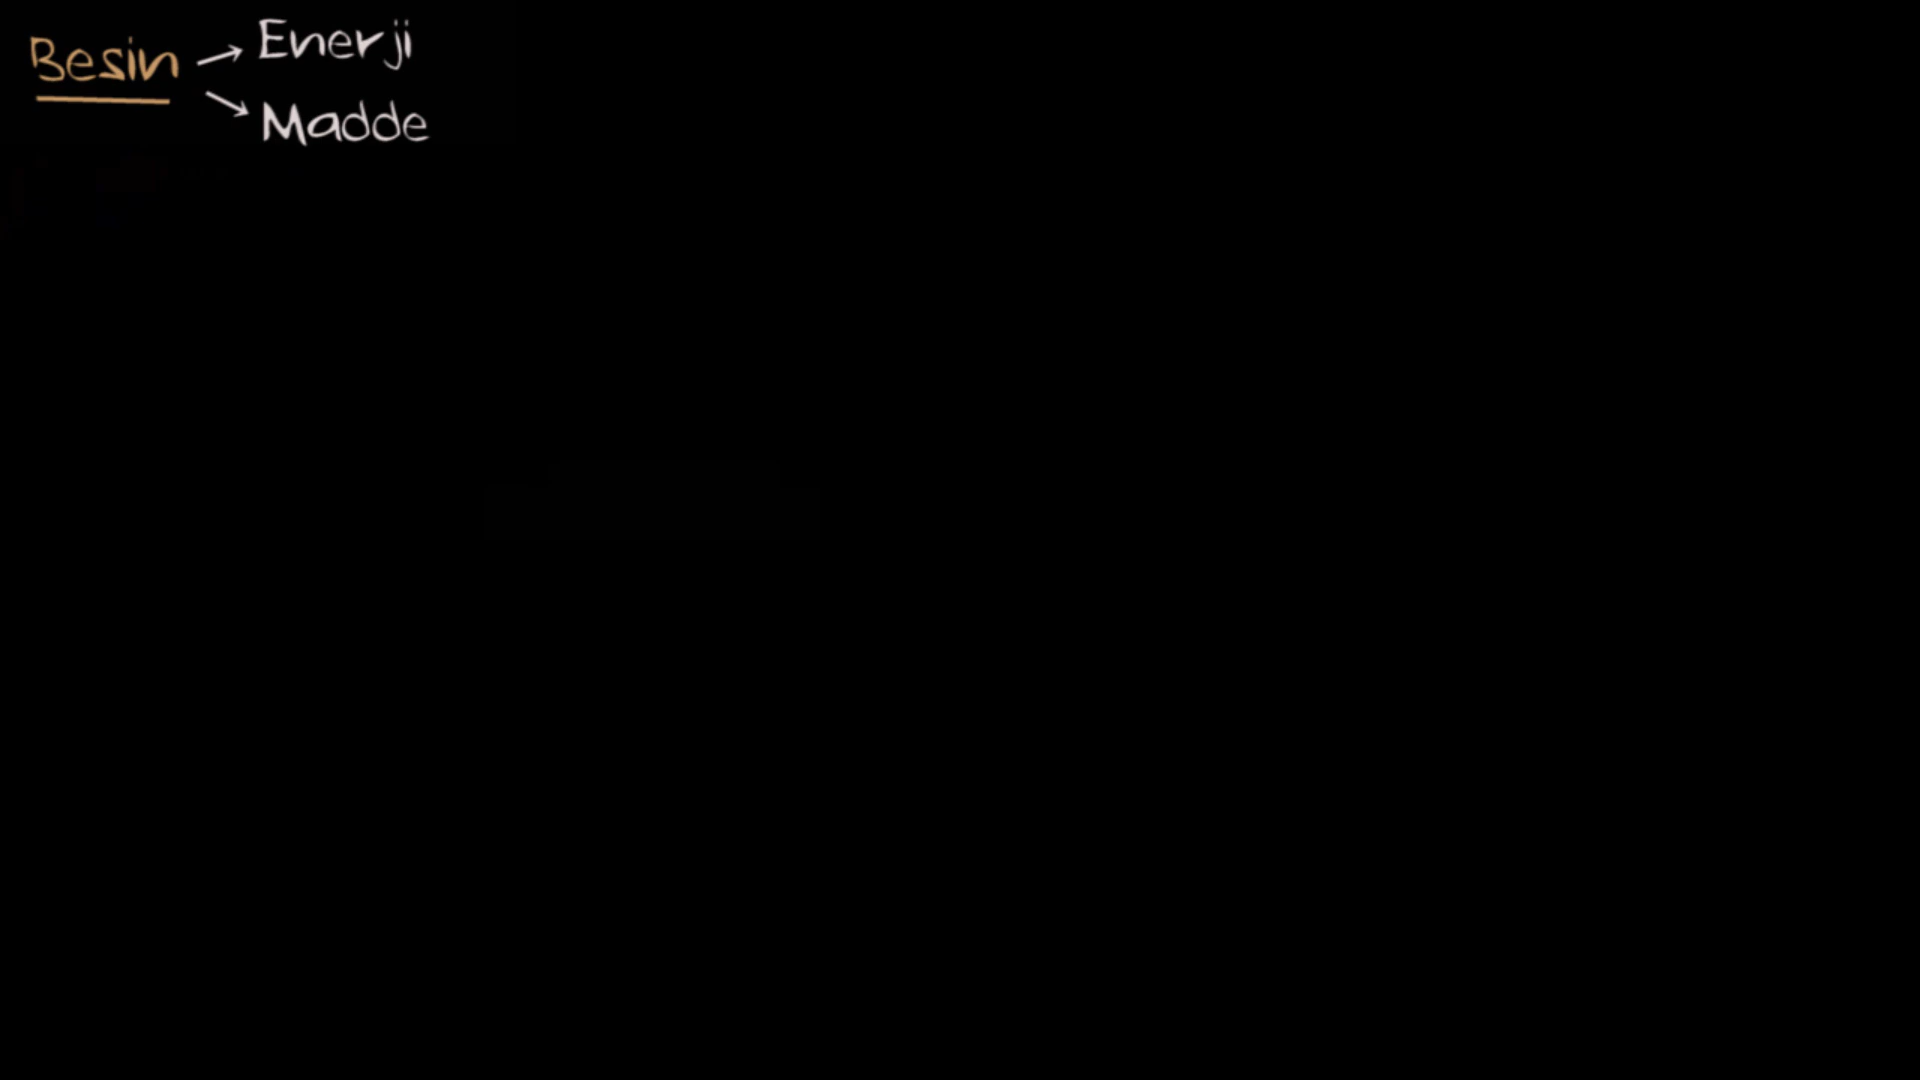 Besin → Enerji
→ Madde